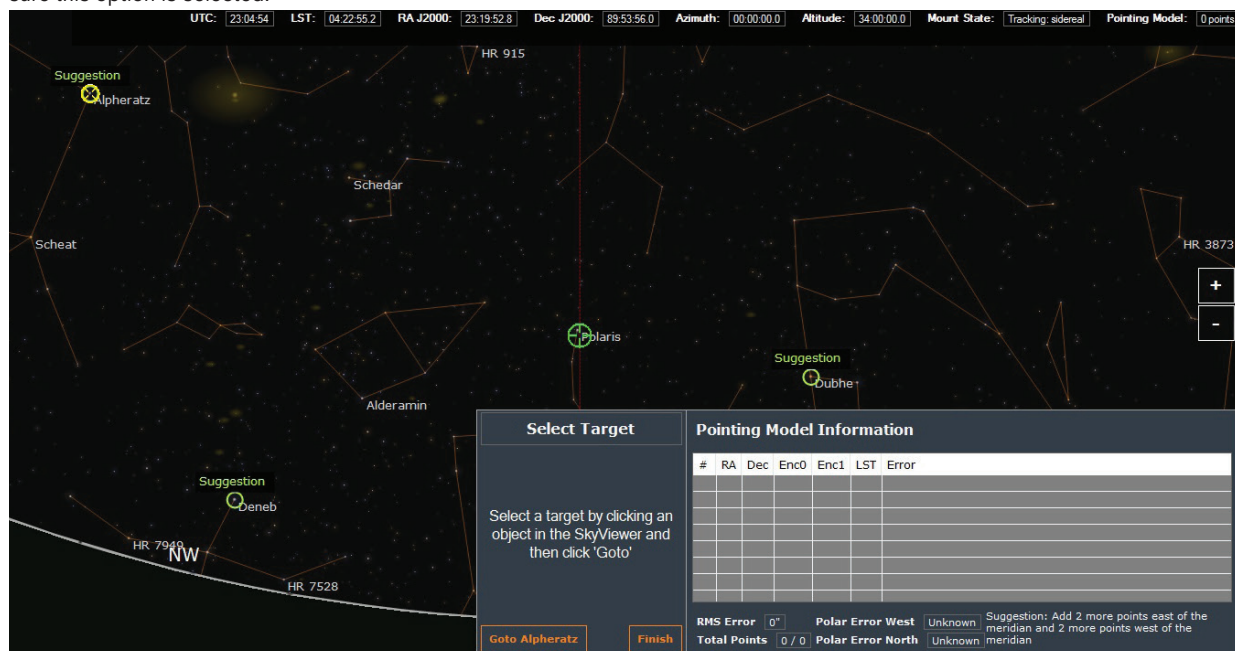 sure this option is selected.
UTC: 23:04:54 LST: 04:22:55.2 RA J2000: 23:19:52.8 Dec J2000: 89:53:56.0 Azimuth: 00:00:00.0 Altitude: 34:00:00.0 Mount State: Tracking: sidereal Pointing Model: 0 points
HR 915
Suggestion
Alpheratz
Schedar
Scheat
HR 3873
+
-
Polaris
Suggestion
Dubhe
Alderamin
Suggestion
Deneb
HR 7949
NW
HR 7528
Select Target
Select a target by clicking an
object in the SkyViewer and
then click 'Goto'
Goto Alpheratz Finish
Pointing Model Information
# RA Dec Enc0 Enc1 LST Error
RMS Error 0" Polar Error West Unknown
Total Points 0 / 0 Polar Error North Unknown
Suggestion: Add 2 more points east of the
meridian and 2 more points west of the
meridian